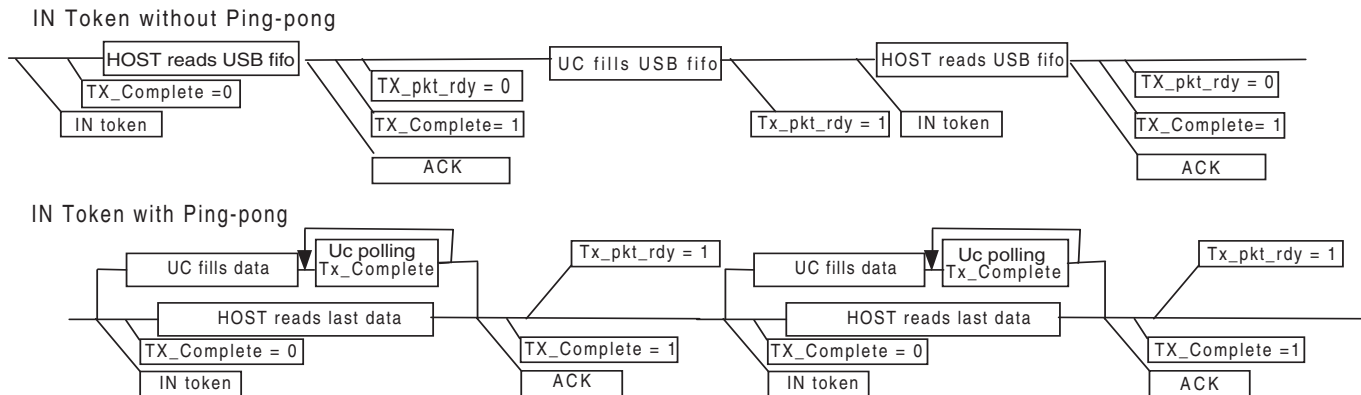 IN Token without Ping-pong
HOST reads USB fifo
TX_Complete =0
IN token
TX_pkt_rdy = 0
TX_Complete= 1
ACK
UC fills USB fifo
Tx_pkt_rdy = 1
IN token
HOST reads USB fifo
TX_pkt_rdy = 0
TX_Complete= 1
ACK
IN Token with Ping-pong
UC fills data
Uc polling
Tx_Complete
HOST reads last data
TX_Complete = 0
IN token
Tx_pkt_rdy = 1
TX_Complete = 1
ACK
UC fills data
Uc polling
Tx_Complete
HOST reads last data
TX_Complete = 0
IN token
Tx_pkt_rdy = 1
TX_Complete =1
ACK